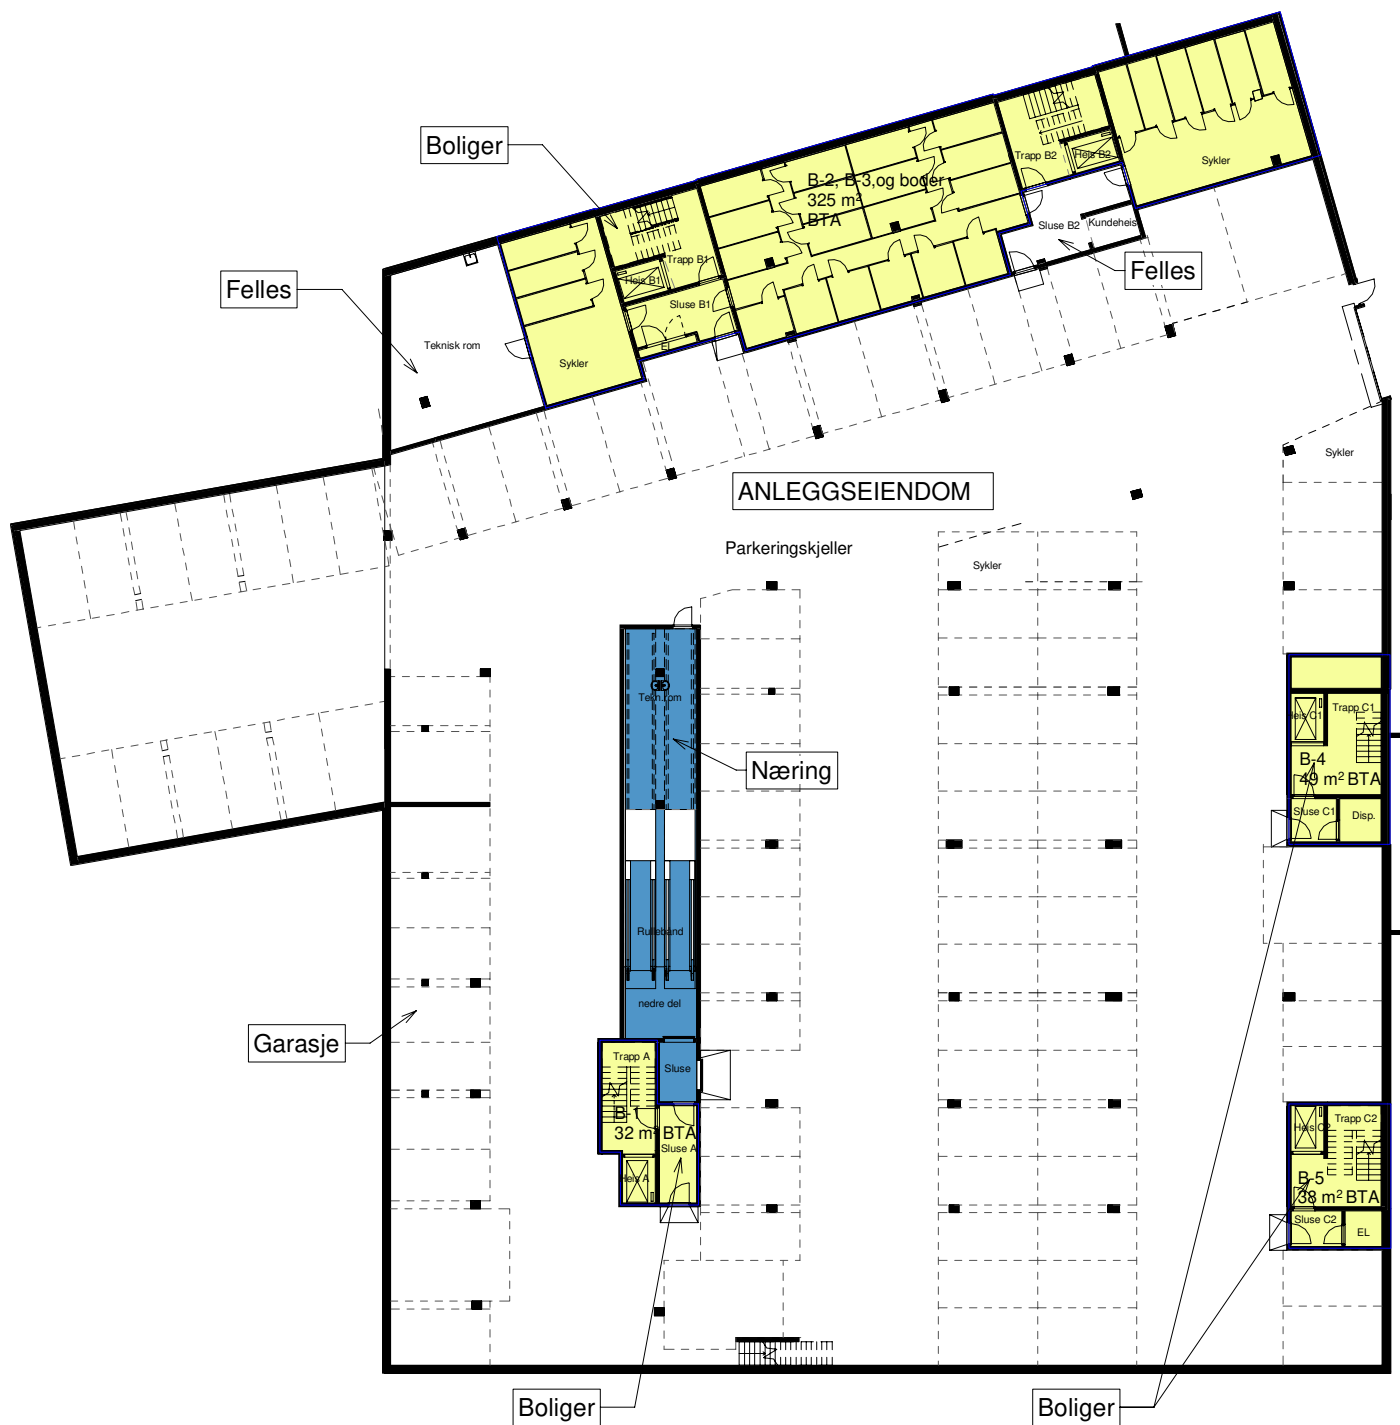 Boliger
Sykler
Trapp B2
Heis B2
B-2, B-3,og boder
325 m²
BTA
Sluse B2
Kundeheis
Felles
Trapp B1
Heis B1
Sluse B1
EL
Felles
Teknisk rom
Sykler
Sykler
ANLEGGSEIENDOM
Parkeringskjeller
Sykler
Tekn.rom
Næring
Heis C1
Trapp C1
B-4
49 m² BTA
Sluse C1
Disp.
Rullebånd
nedre del
Garasje
Trapp A
Sluse
B-1
32 m² BTA
Sluse A
Heis A
Heis C2
Trapp C2
B-5
38 m² BTA
Sluse C2
EL
Boliger
Boliger